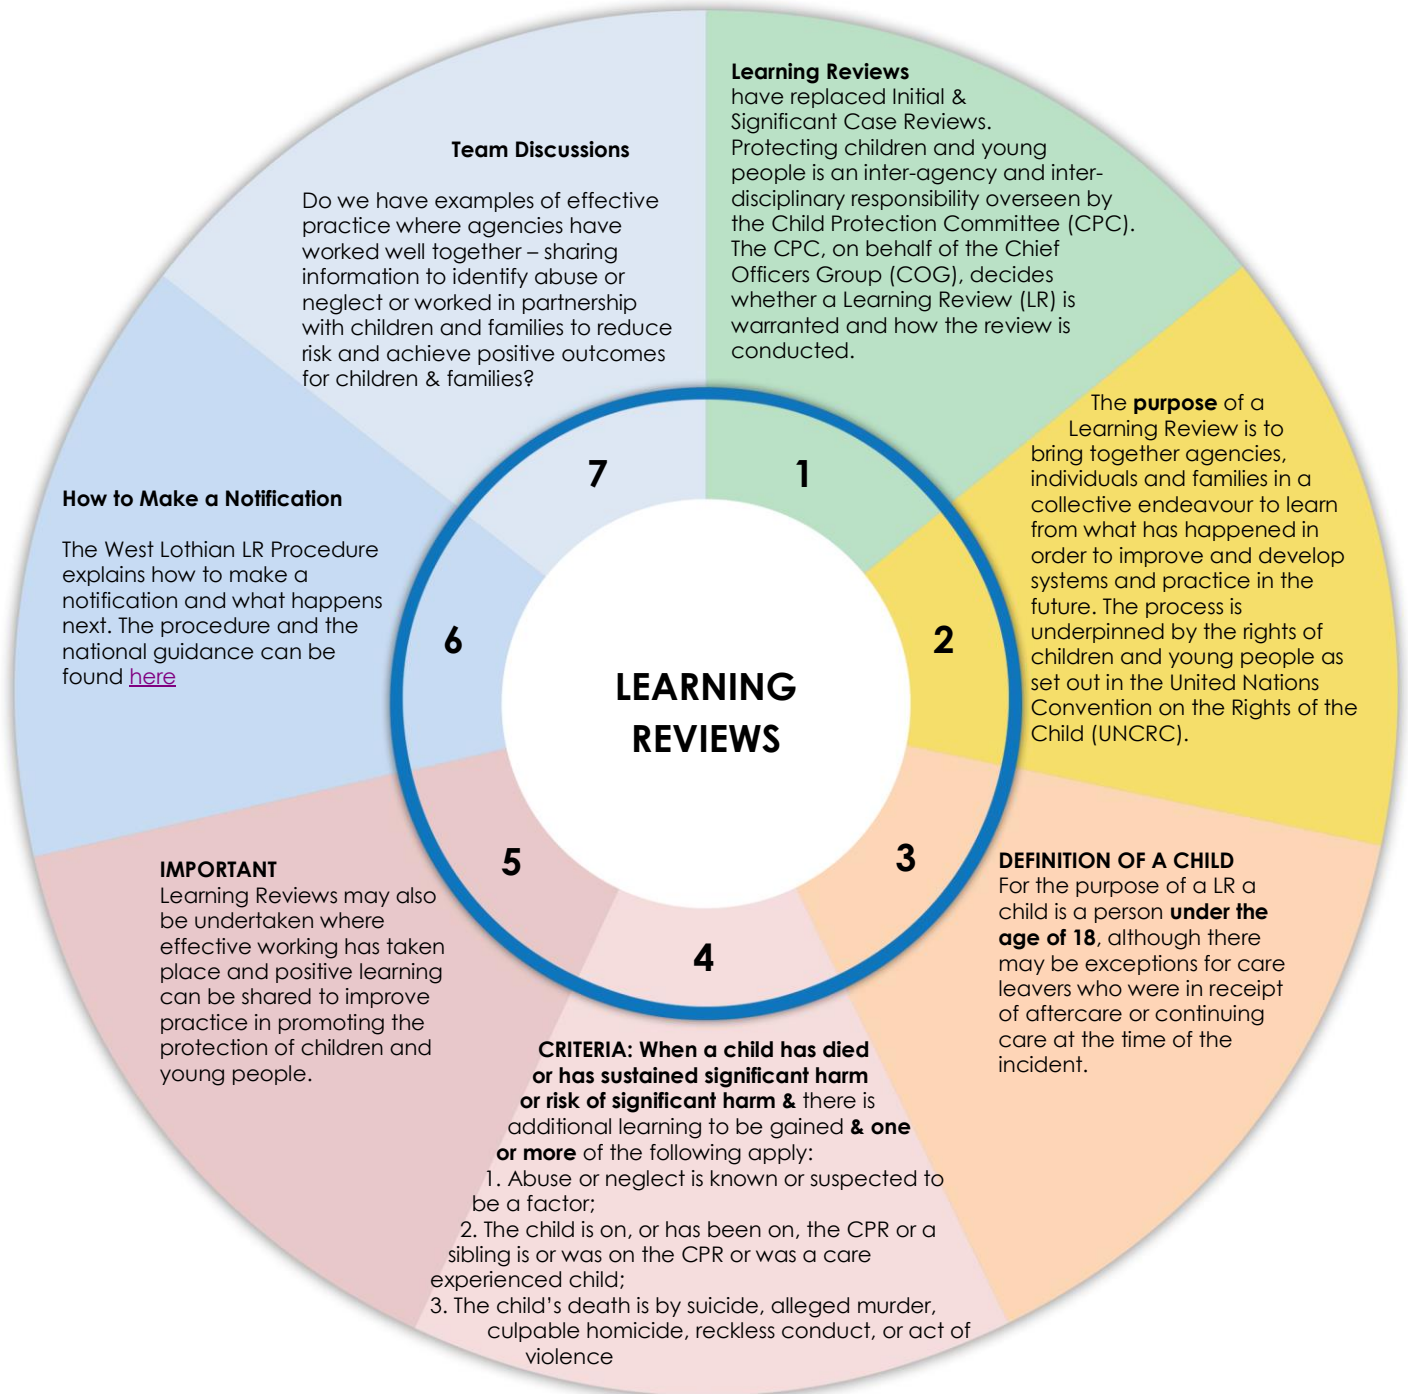 LEARNING
REVIEWS
1
Learning Reviews
have replaced Initial &
Significant Case Reviews.
Protecting children and young
people is an inter-agency and inter-
disciplinary responsibility overseen by
the Child Protection Committee (CPC).
The CPC, on behalf of the Chief
Officers Group (COG), decides
whether a Learning Review (LR) is
warranted and how the review is
conducted.
2
The purpose of a
Learning Review is to
bring together agencies,
individuals and families in a
collective endeavour to learn
from what has happened in
order to improve and develop
systems and practice in the
future. The process is
underpinned by the rights of
children and young people as
set out in the United Nations
Convention on the Rights of the
Child (UNCRC).
3
DEFINITION OF A CHILD
For the purpose of a LR a
child is a person under the
age of 18, although there
may be exceptions for care
leavers who were in receipt
of aftercare or continuing
care at the time of the
incident.
4
CRITERIA: When a child has died
or has sustained significant harm
or risk of significant harm & there is
additional learning to be gained & one
or more of the following apply:
1. Abuse or neglect is known or suspected to
be a factor;
2. The child is on, or has been on, the CPR or a
sibling is or was on the CPR or was a care
experienced child;
3. The child's death is by suicide, alleged murder,
culpable homicide, reckless conduct, or act of
violence
5
IMPORTANT
Learning Reviews may also
be undertaken where
effective working has taken
place and positive learning
can be shared to improve
practice in promoting the
protection of children and
young people.
6
How to Make a Notification
The West Lothian LR Procedure
explains how to make a
notification and what happens
next. The procedure and the
national guidance can be
found here
7
Team Discussions
Do we have examples of effective
practice where agencies have
worked well together – sharing
information to identify abuse or
neglect or worked in partnership
with children and families to reduce
risk and achieve positive outcomes
for children & families?